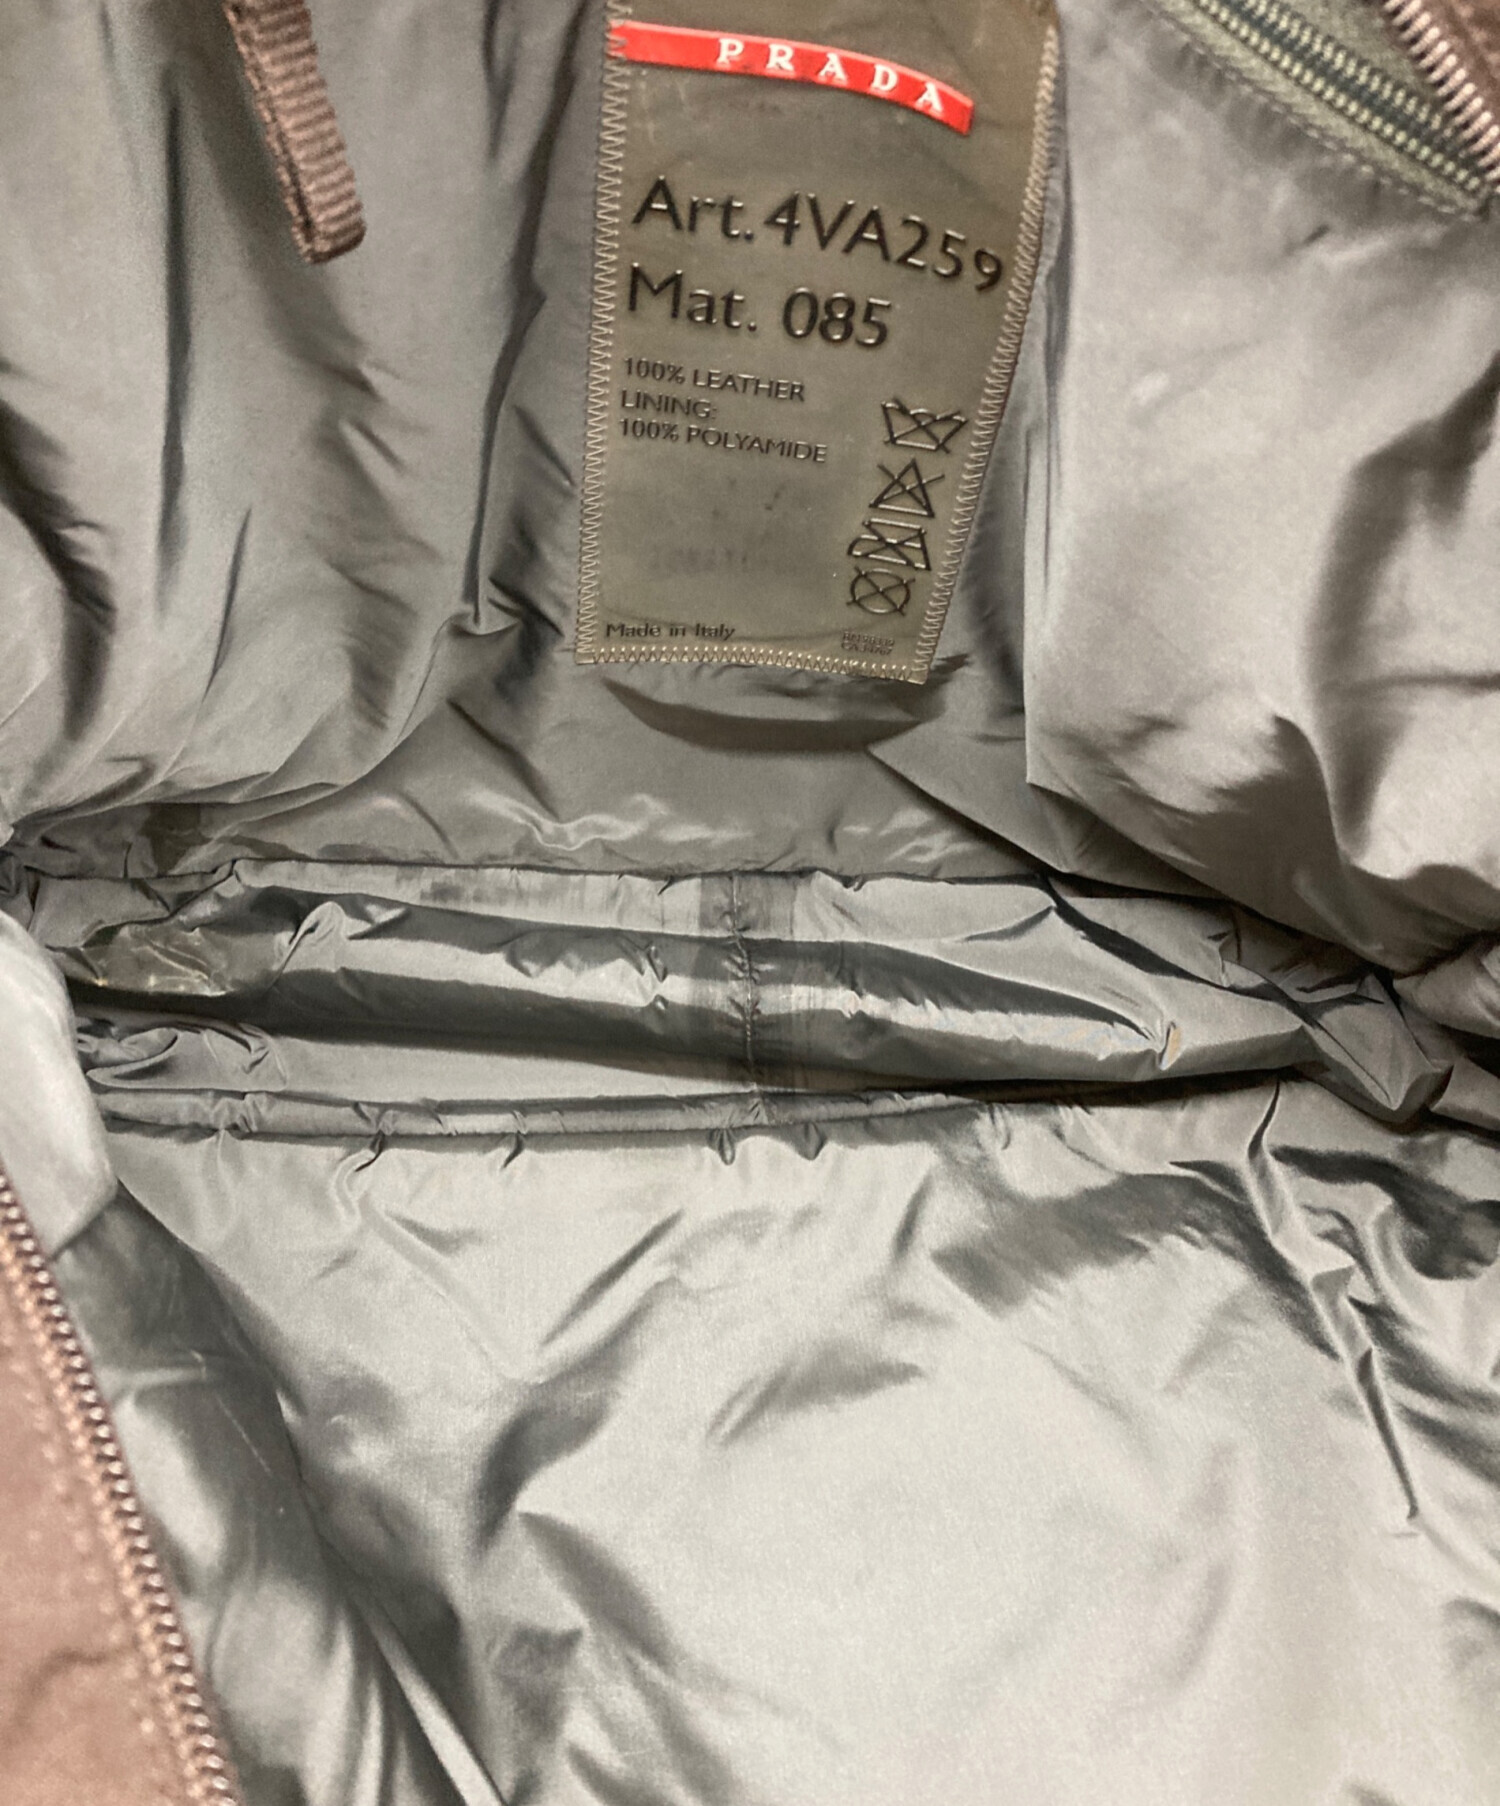 PRADA
Art. 4VA259
Mat. 085
100% LEATHER
LINING:
100% POLYAMIDE
Made in Italy